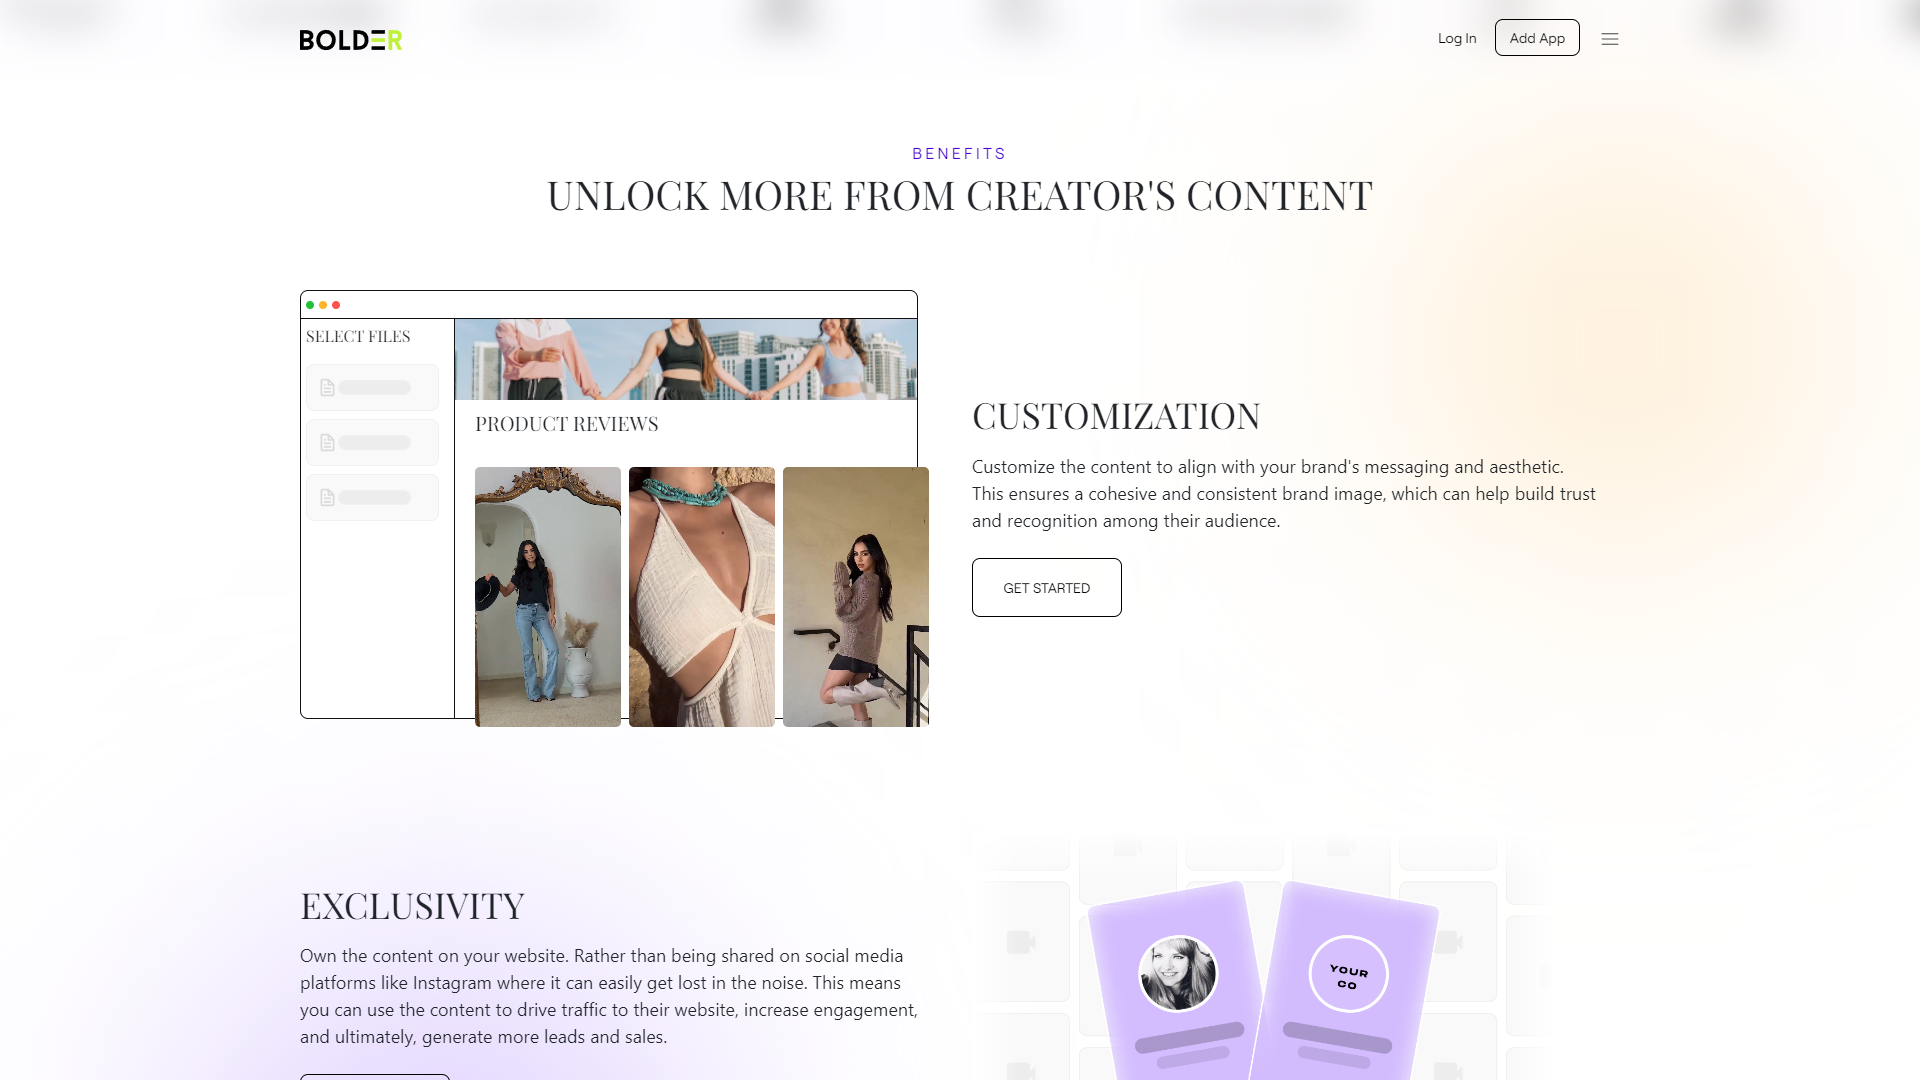 BOLDER
Log In
Add App
BENEFITS
UNLOCK MORE FROM CREATOR'S CONTENT
SELECT FILES
PRODUCT REVIEWS
CUSTOMIZATION
Customize the content to align with your brand's messaging and aesthetic.
This ensures a cohesive and consistent brand image, which can help build trust
and recognition among their audience.
GET STARTED
EXCLUSIVITY
Own the content on your website. Rather than being shared on social media
platforms like Instagram where it can easily get lost in the noise. This means
you can use the content to drive traffic to their website, increase engagement,
and ultimately, generate more leads and sales.
YOUR
CO